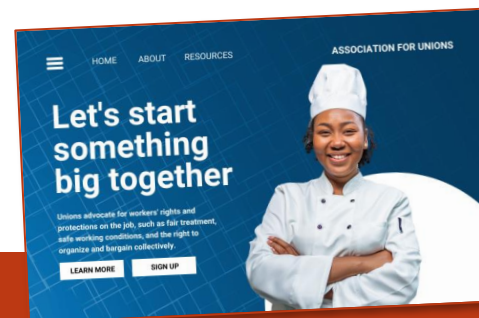 HOME ABOUT RESOURCES
ASSOCIATION FOR UNIONS
Let's start
something
big together
Unions advocate for workers' rights and
protections on the job, such as fair treatment,
safe working conditions, and the right to
organize and bargain collectively.
LEARN MORE SIGN UP